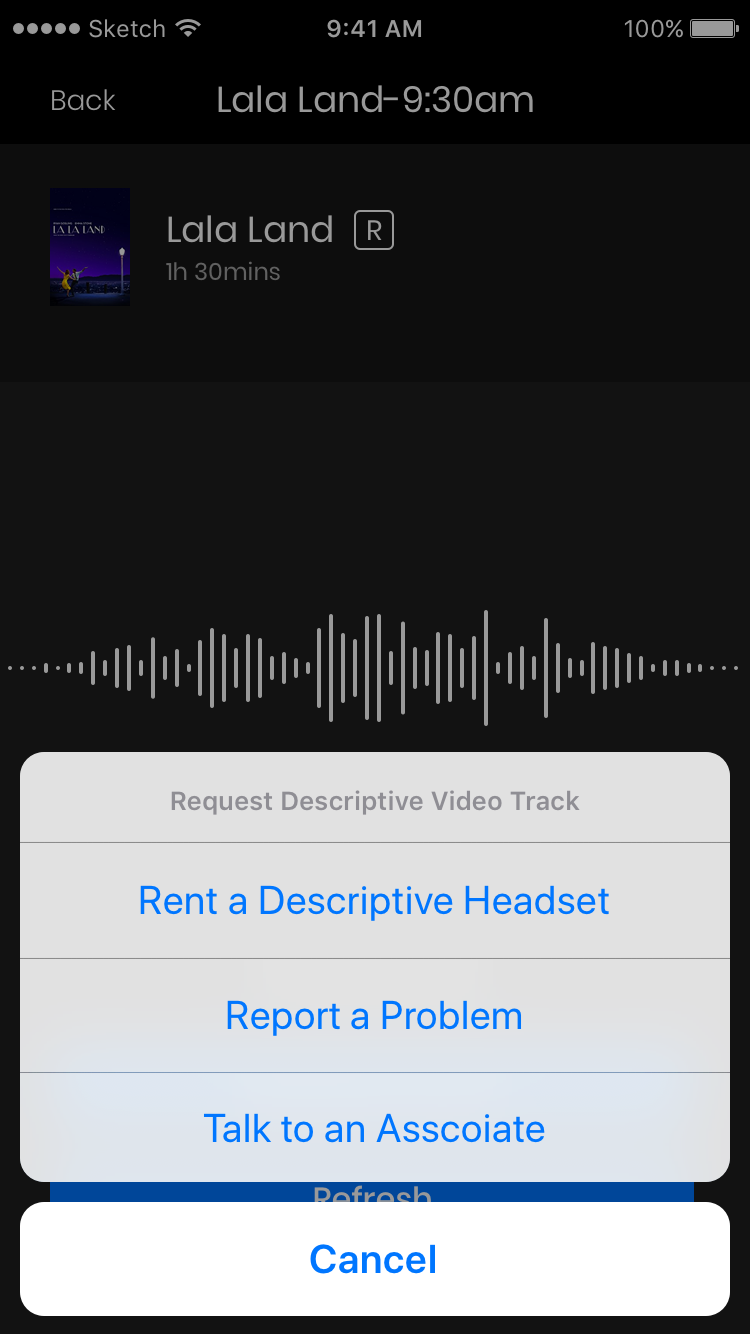 Sketch 9:41 AM 100%
Back Lala Land-9:30am
LA LA LAND
Lala Land R
1h 30mins
Request Descriptive Video Track
Rent a Descriptive Headset
Report a Problem
Talk to an Asscoiate
Refresh
Cancel